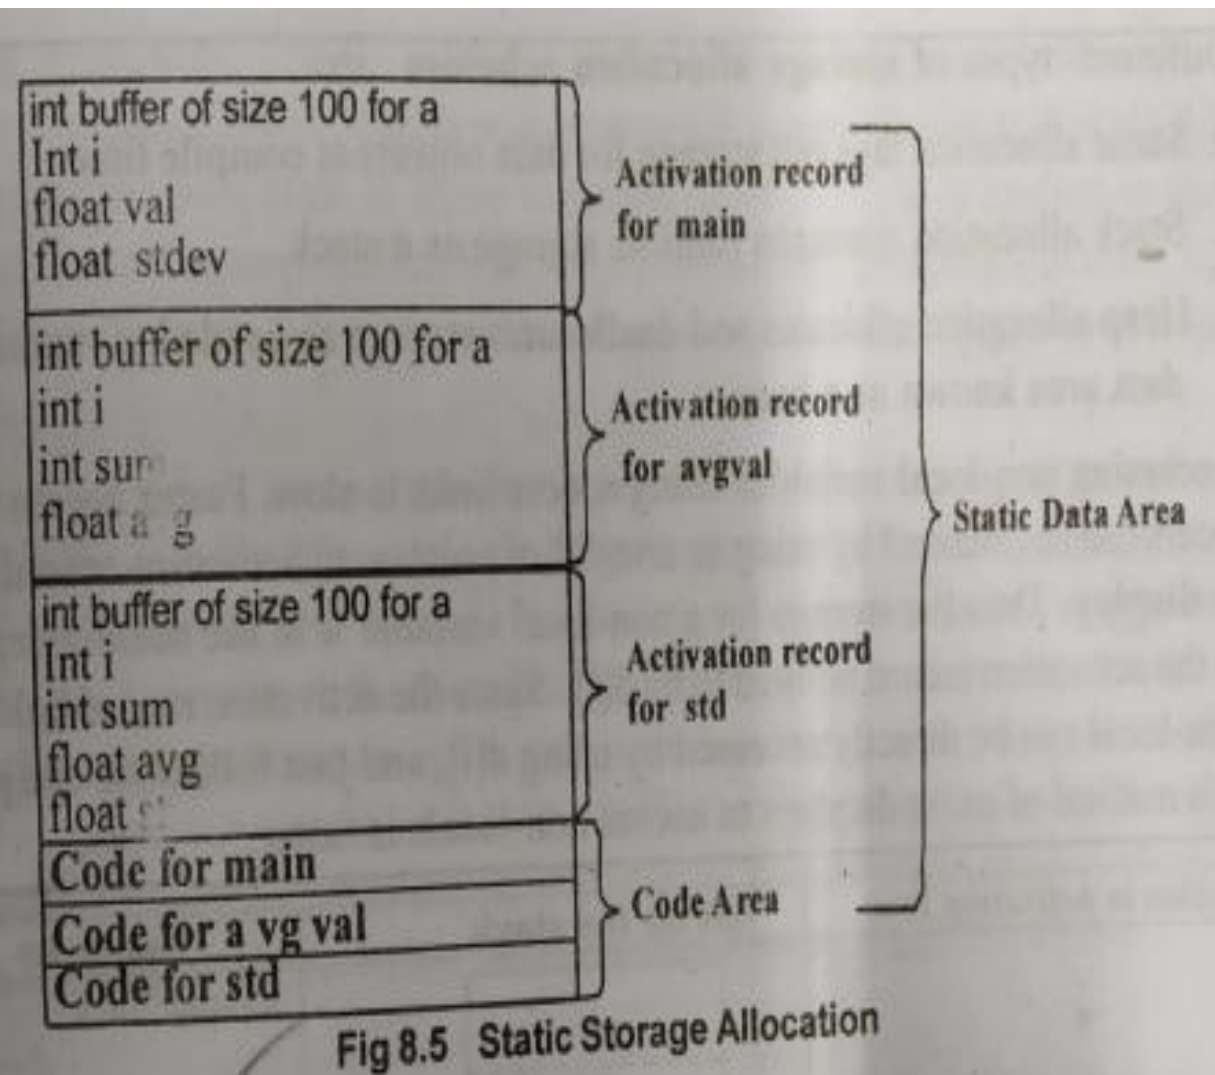 int buffer of size 100 for a
Int i
float val
float stdev
Activation record
for main
int buffer of size 100 for a
int i
int
float
Activation record
for avgval
Static Data Area
int buffer of size 100 for a
Int i
int sum
float avg
float
Activation record
for std
Code for main
Code for a vg val
Code for std
Code Area
Fig 8.5 Static Storage Allocation